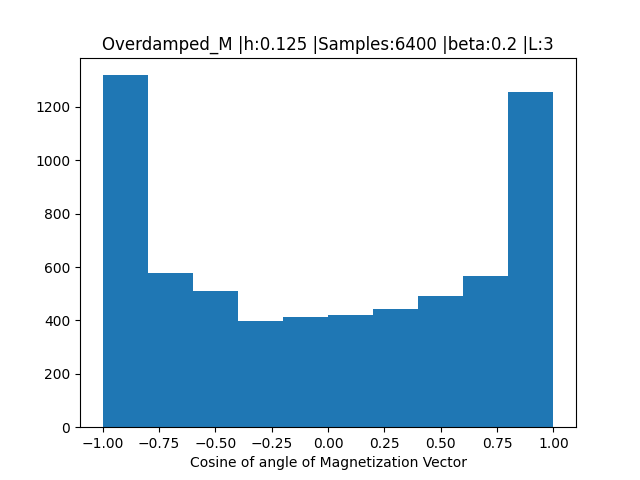 Overdamped_M |h:0.125 |Samples:6400 |beta:0.2 |L:3
1200
1000
800
600
400
200
0
−1.00 −0.75 −0.50 −0.25 0.00 0.25 0.50 0.75 1.00
Cosine of angle of Magnetization Vector